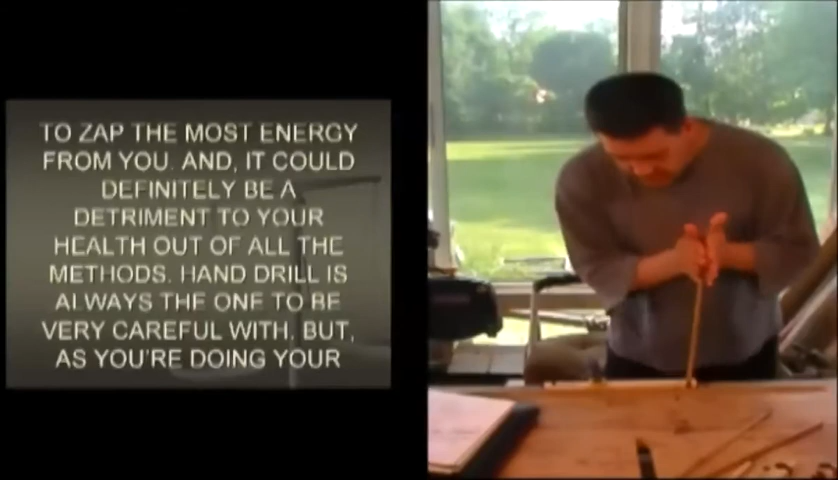 TO ZAP THE MOST ENERGY
FROM YOU. AND, IT COULD
DEFINITELY BE A
DETRIMENT TO YOUR
HEALTH OUT OF ALL THE
METHODS. HAND DRILL IS
ALWAYS THE ONE TO BE
VERY CAREFUL WITH. BUT,
AS YOU'RE DOING YOUR